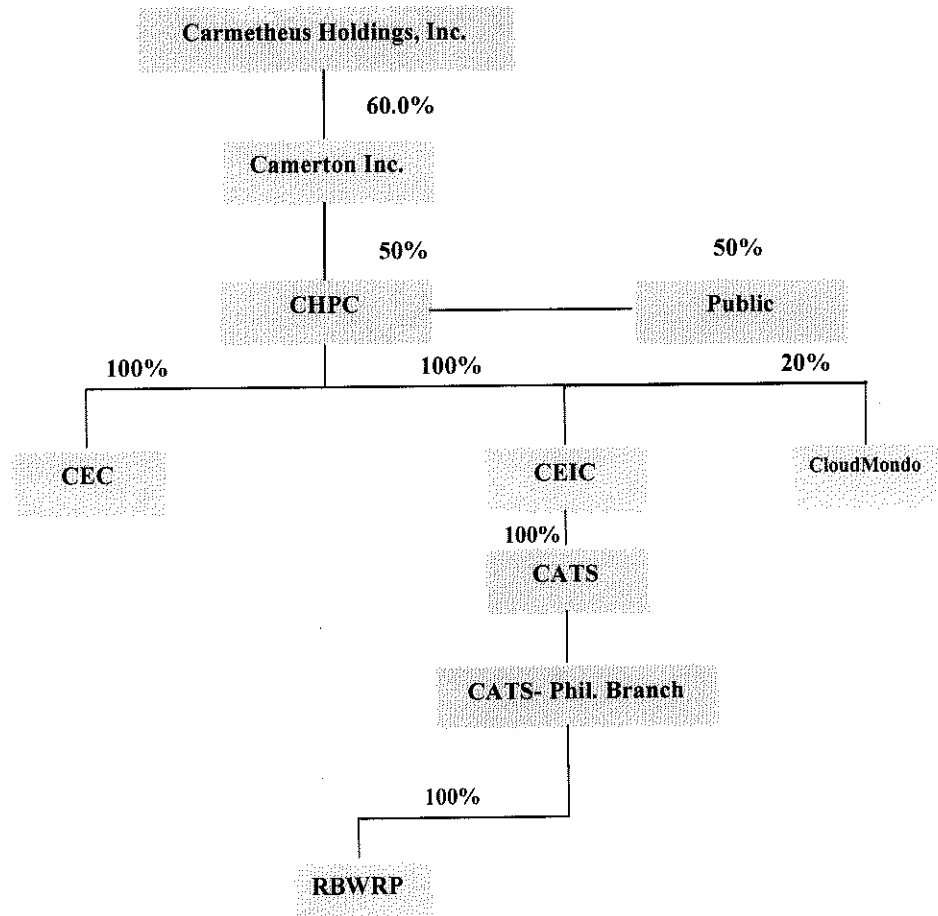 Carmetheus Holdings, Inc.
60.0%
Camerton Inc.
50%
50%
CHPC
Public
100%
100%
20%
CEC
CEIC
CloudMondo
100%
CATS
CATS- Phil. Branch
100%
RBWRP